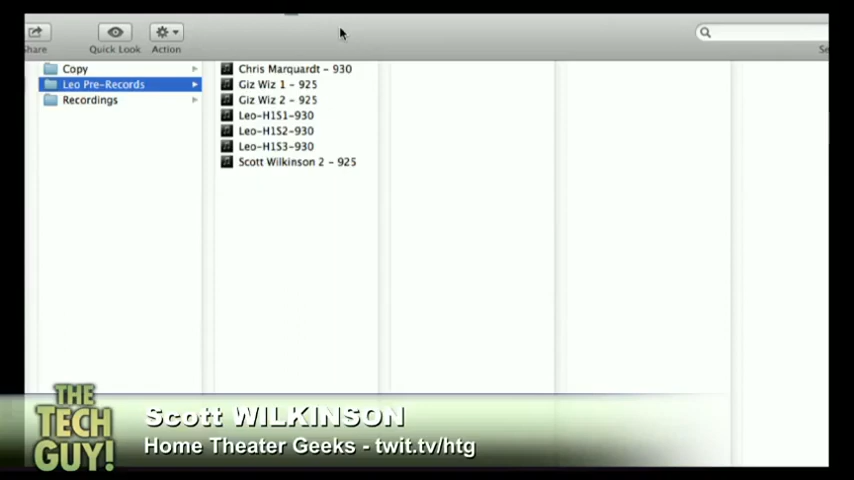 Share
Quick Look
Action
Copy
Leo Pre-Records
Recordings
Chris Marquardt - 930
Giz Wiz 1 - 925
Giz Wiz 2 - 925
Leo-H1S1-930
Leo-H1S2-930
Leo-H1S3-930
Scott Wilkinson 2 - 925
THE
TECH
GUY!
Scott WILKINSON
Home Theater Geeks - twit.tv/htg